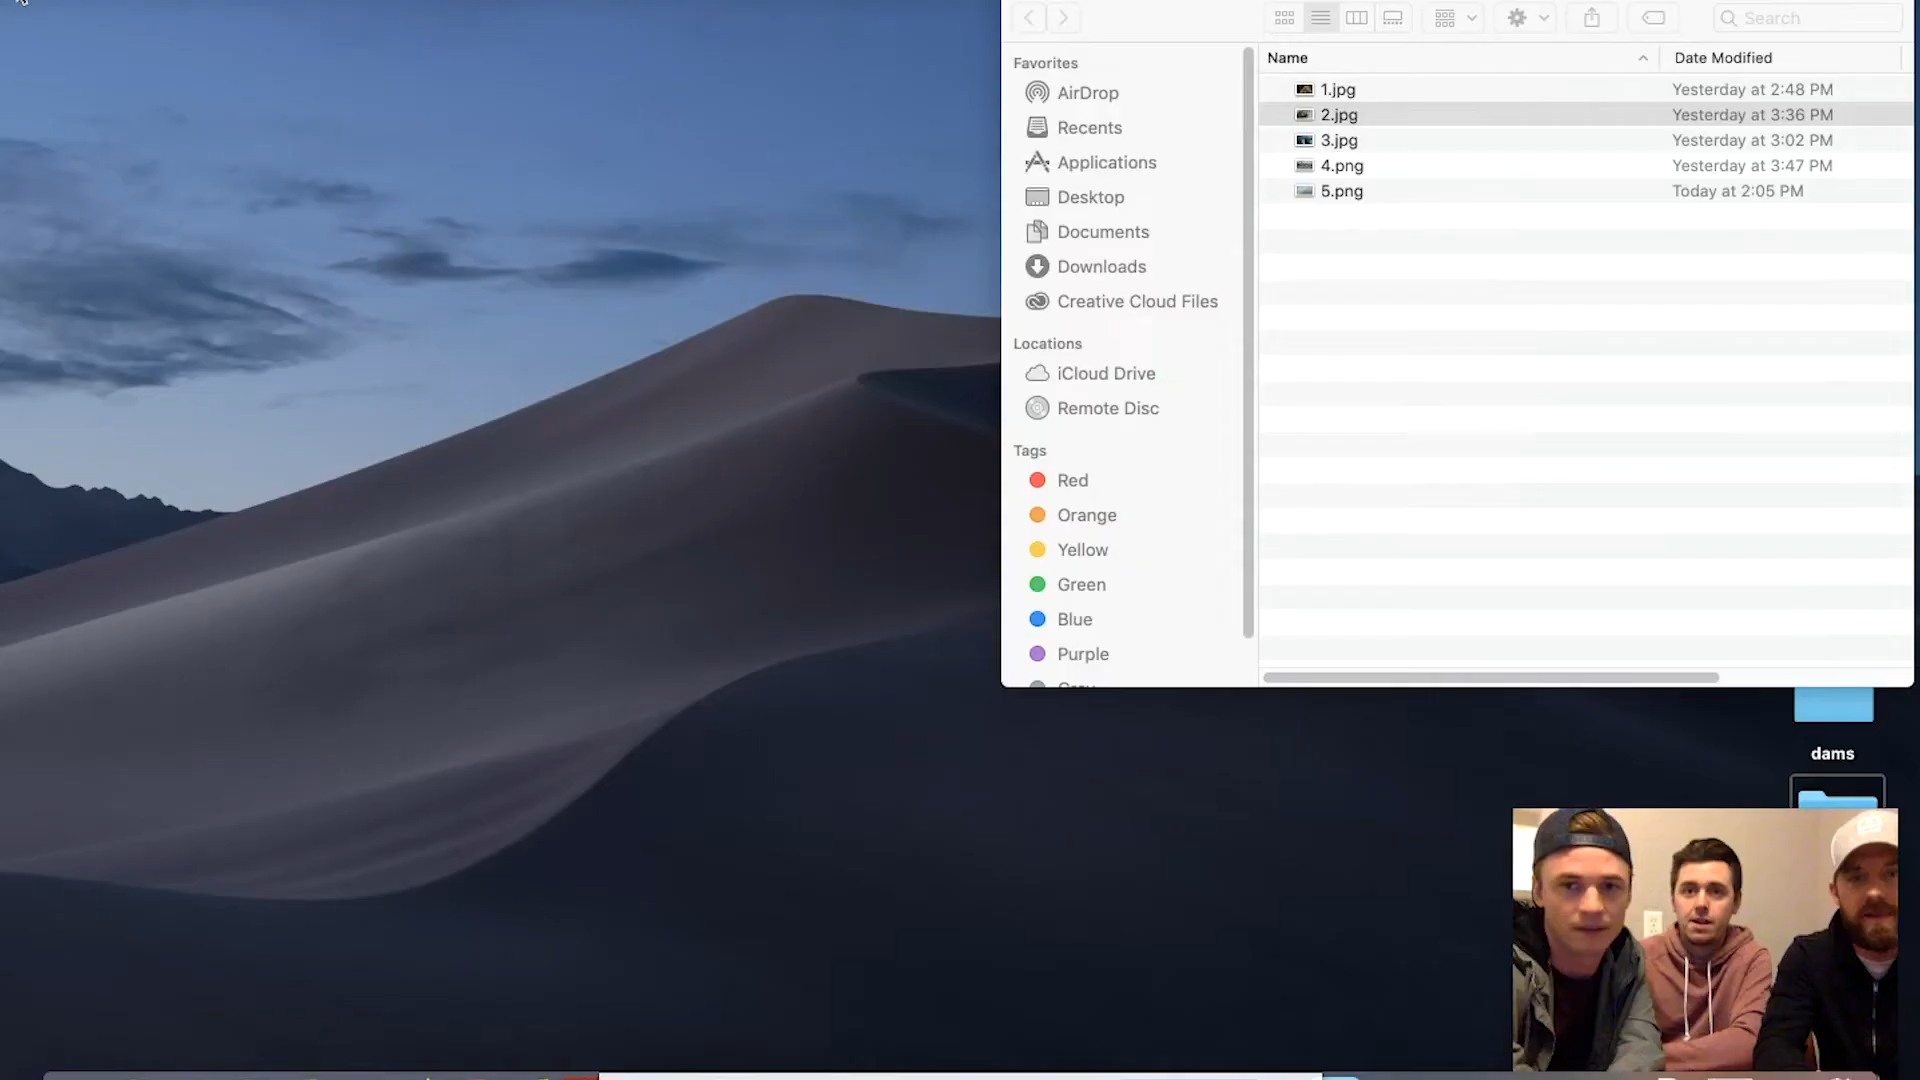 Search
Favorites
AirDrop
Recents
Applications
Desktop
Documents
Downloads
Creative Cloud Files
Locations
iCloud Drive
Remote Disc
Tags
Red
Orange
Yellow
Green
Blue
Purple
Name Date Modified
1.jpg Yesterday at 2:48 PM
2.jpg Yesterday at 3:36 PM
3.jpg Yesterday at 3:02 PM
4.png Yesterday at 3:47 PM
5.png Today at 2:05 PM
dams